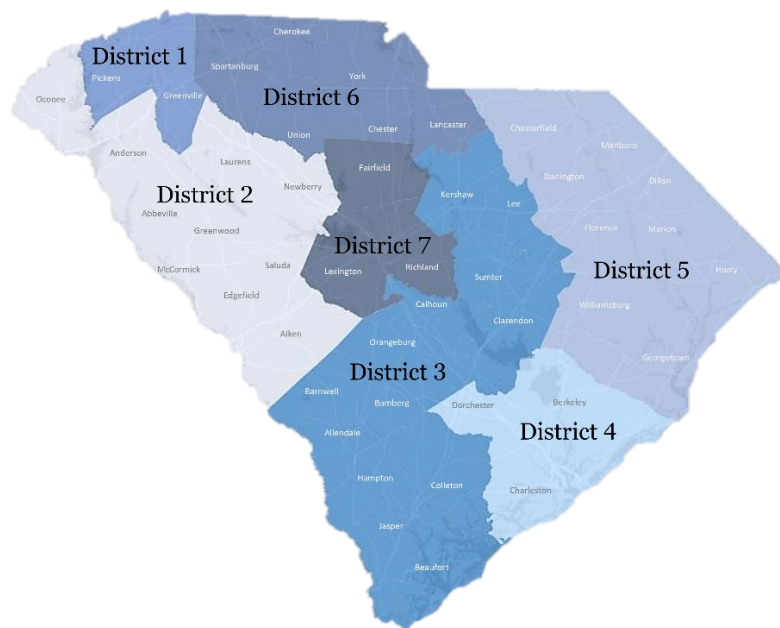 Cherokee
District 1
Spartanburg
Pickens
York
Greenville
District 6
Oconee
Lancaster
Chesterfield
Union
Chester
Marlboro
Anderson
Laurens
Fairfield
Darlington
Dillon
Newberry
District 2
Kershaw
Lee
Abbeville
Greenwood
Florence
Marion
District 7
McCormick
Saluda
Lexington
Richland
Sumter
District 5
Horry
Edgefield
Calhoun
Williamsburg
Clarendon
Aiken
Orangeburg
Georgetown
District 3
Barnwell
Bamberg
Dorchester
Berkeley
Allendale
District 4
Hampton
Colleton
Charleston
Jasper
Beaufort